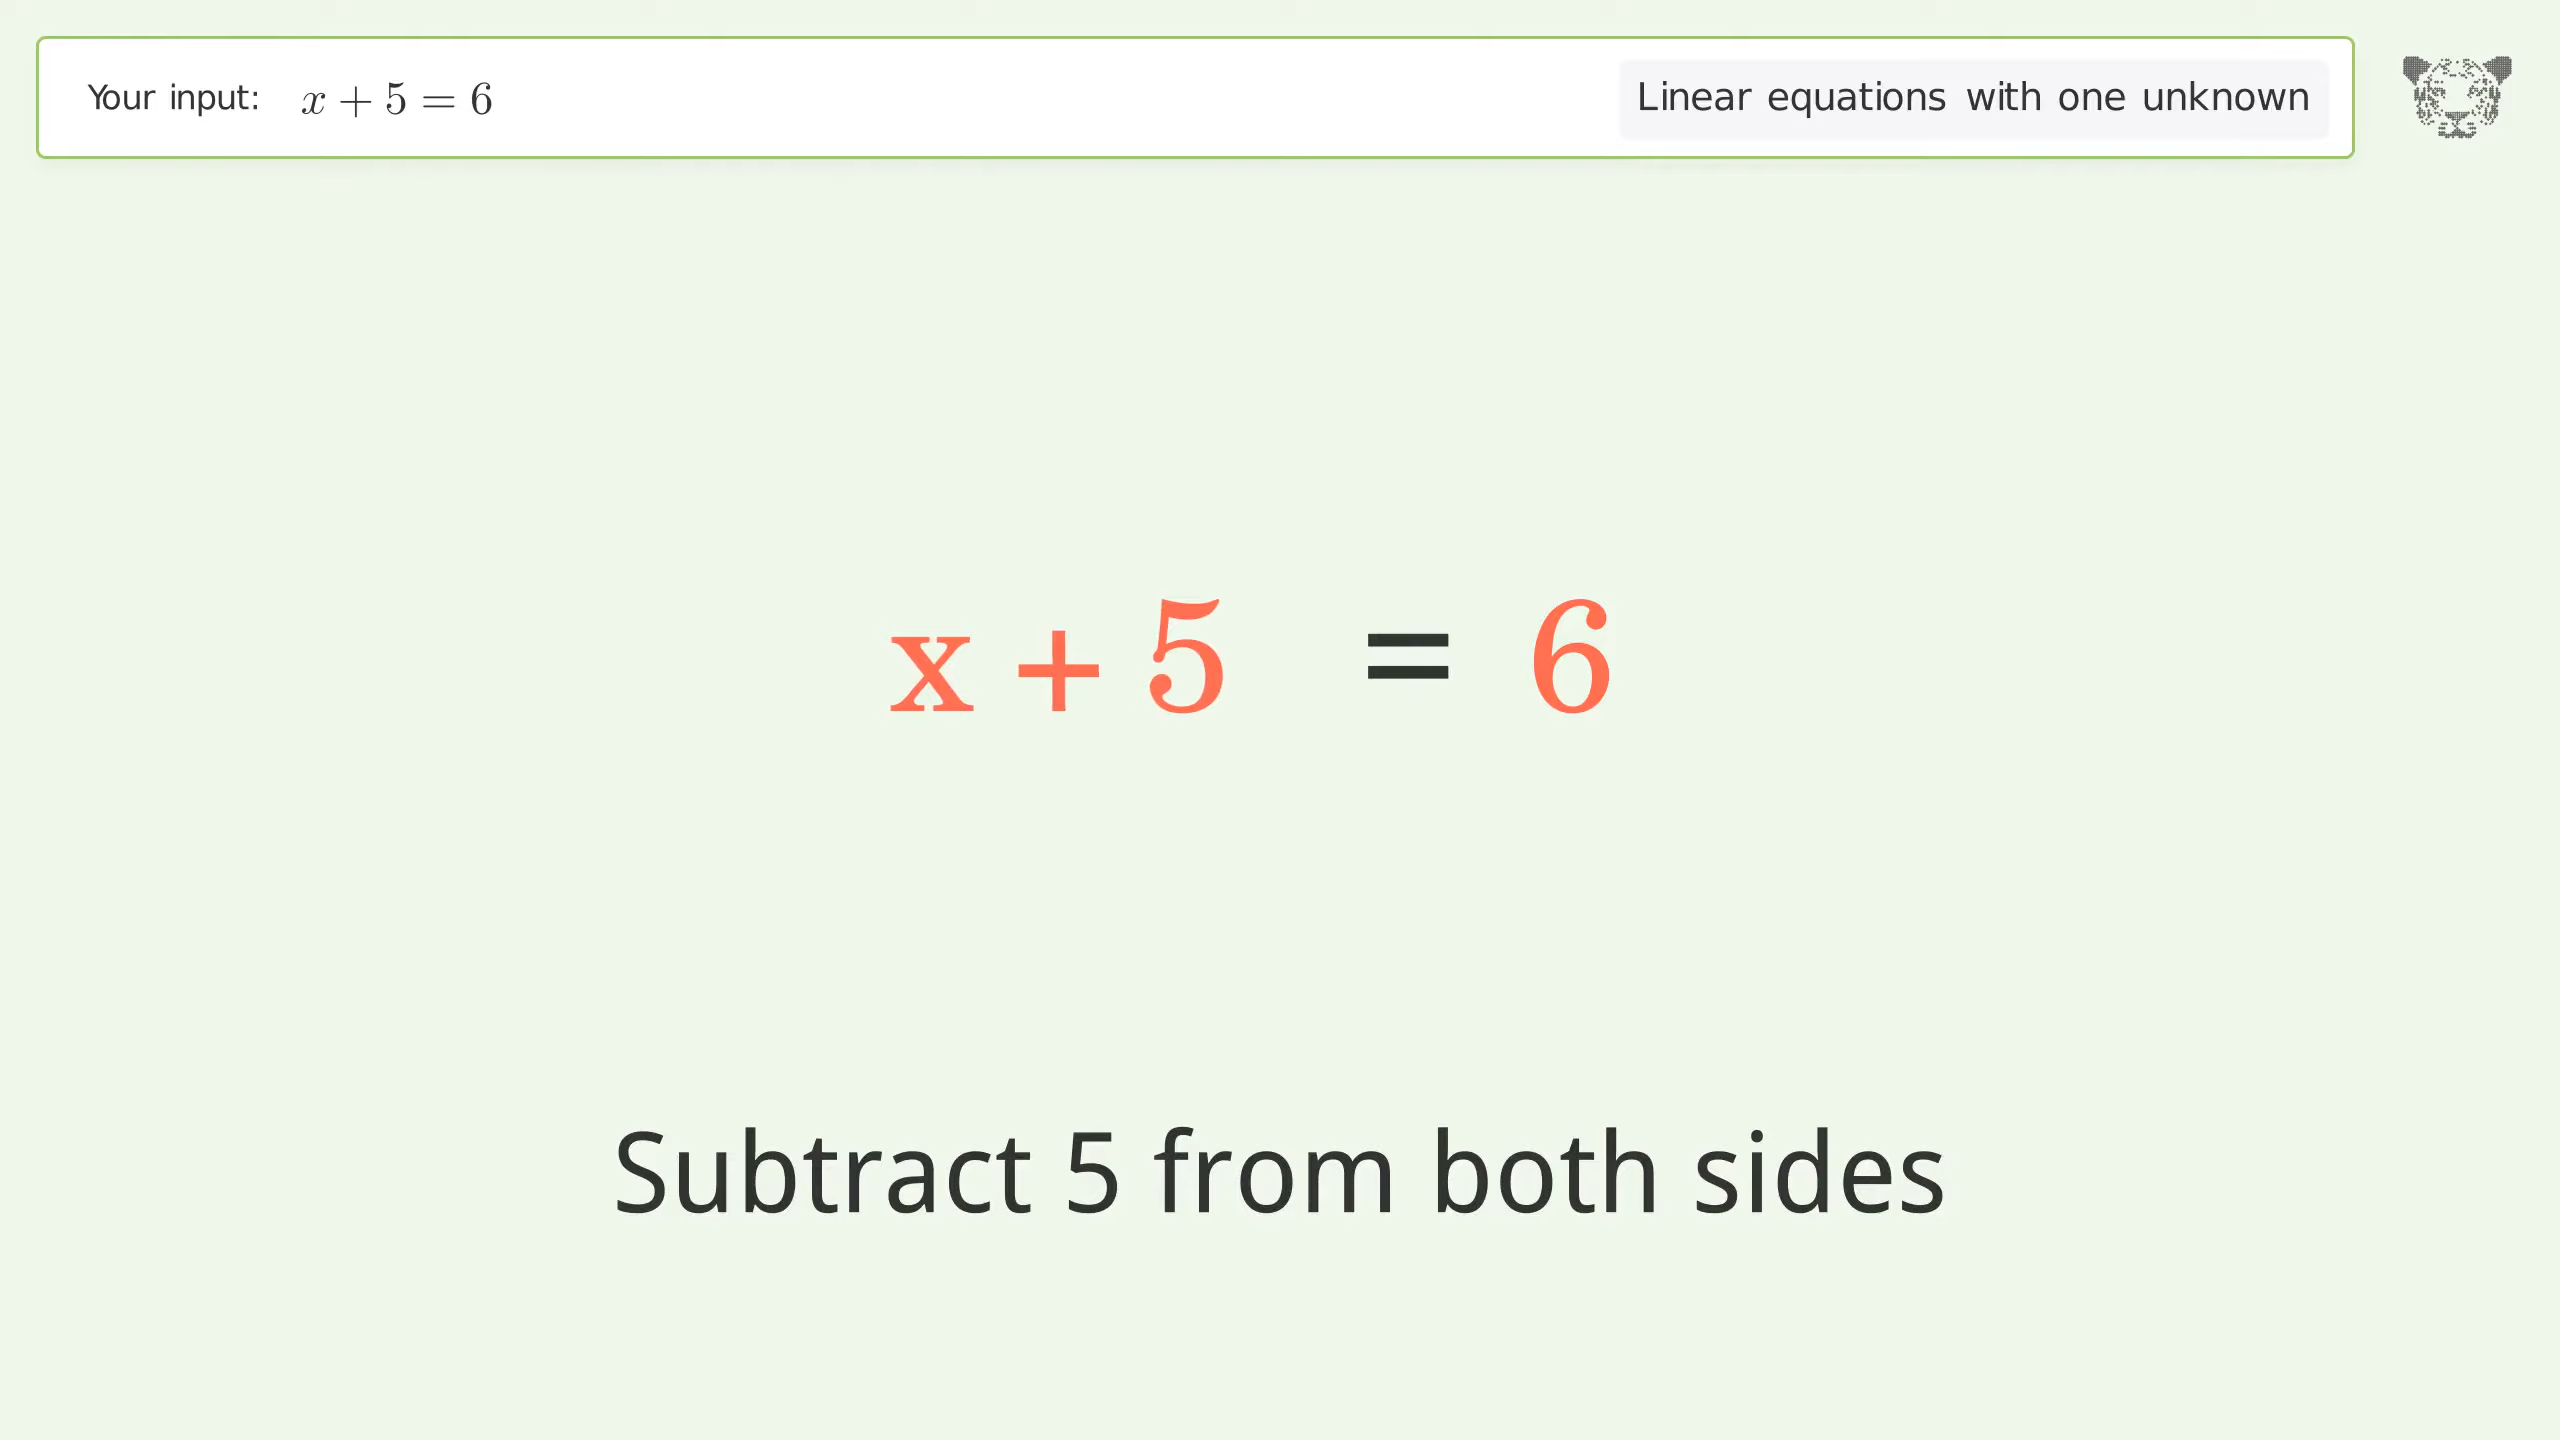 Your input: x + 5 = 6
Linear equations with one unknown
x + 5 = 6
Subtract 5 from both sides